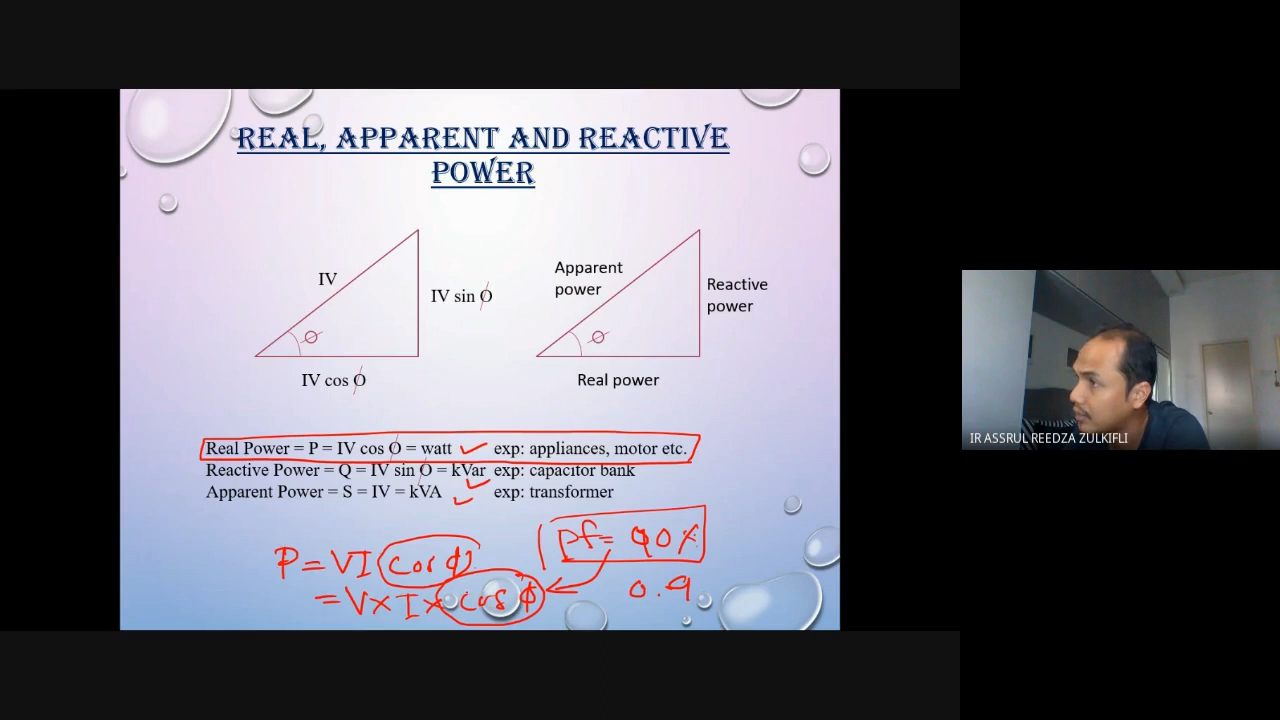 REAL, APPARENT AND REACTIVE
POWER
IV
IV sin Ø
Ø
IV cos Ø
Apparent
power
Reactive
power
Ø
Real power
Real Power = P = IV cos Ø = watt ✓ exp: appliances, motor etc.
Reactive Power = Q = IV sin Ø = kVar ✓ exp: capacitor bank
Apparent Power = S = IV = kVA ✓ exp: transformer
P = VI cos φ
= V × I × cos φ
pf = 90%
0.9
IR ASSRUL REEDZA ZULKIFLI